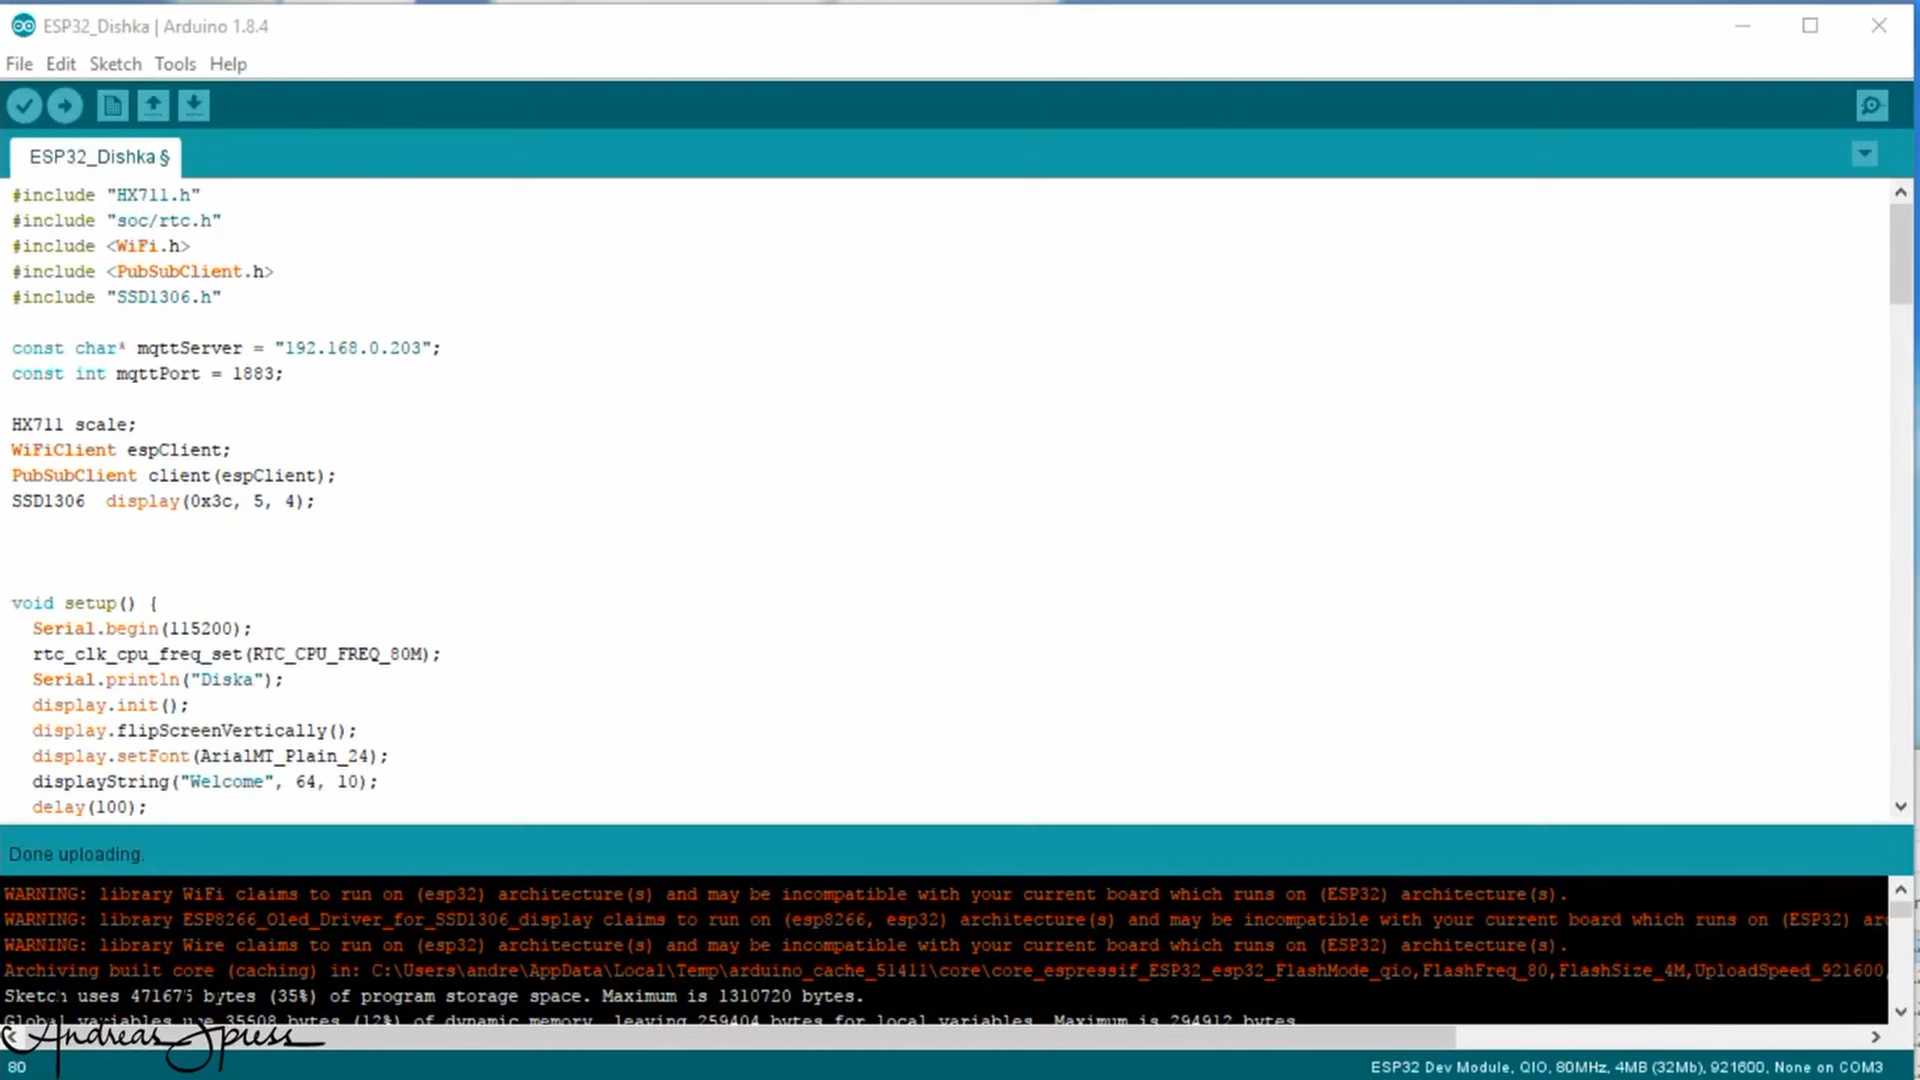 ESP32_Dishka | Arduino 1.8.4
File Edit Sketch Tools Help
ESP32_Dishka §
#include "HX711.h"
#include "soc/rtc.h"
#include <WiFi.h>
#include <PubSubClient.h>
#include "SSD1306.h"
const char* mqttServer = "192.168.0.203";
const int mqttPort = 1883;
HX711 scale;
WiFiClient espClient;
PubSubClient client(espClient);
SSD1306  display(0x3c, 5, 4);
void setup() {
  Serial.begin(115200);
  rtc_clk_cpu_freq_set(RTC_CPU_FREQ_80M);
  Serial.println("Diska");
  display.init();
  display.flipScreenVertically();
  display.setFont(ArialMT_Plain_24);
  displayString("Welcome", 64, 10);
  delay(100);
Done uploading.
WARNING: library WiFi claims to run on (esp32) architecture(s) and may be incompatible with your current board which runs on (ESP32) architecture(s).
WARNING: library ESP8266_Oled_Driver_for_SSD1306_display claims to run on (esp8266, esp32) architecture(s) and may be incompatible with your current board which runs on (ESP32) arc
WARNING: library Wire claims to run on (esp32) architecture(s) and may be incompatible with your current board which runs on (ESP32) architecture(s).
Archiving built core (caching) in: C:\Users\andre\AppData\Local\Temp\arduino_cache_51411\core\core_espressif_ESP32_esp32_FlashMode_qio,FlashFreq_80,FlashSize_4M,UploadSpeed_921600,
Sketch uses 471675 bytes (35%) of program storage space. Maximum is 1310720 bytes.
Global variables use 35508 bytes (12%) of dynamic memory, leaving 259404 bytes for local variables. Maximum is 294912 bytes.
Andreas Spiess
80
ESP32 Dev Module, QIO, 80MHz, 4MB (32Mb), 921600, None on COM3